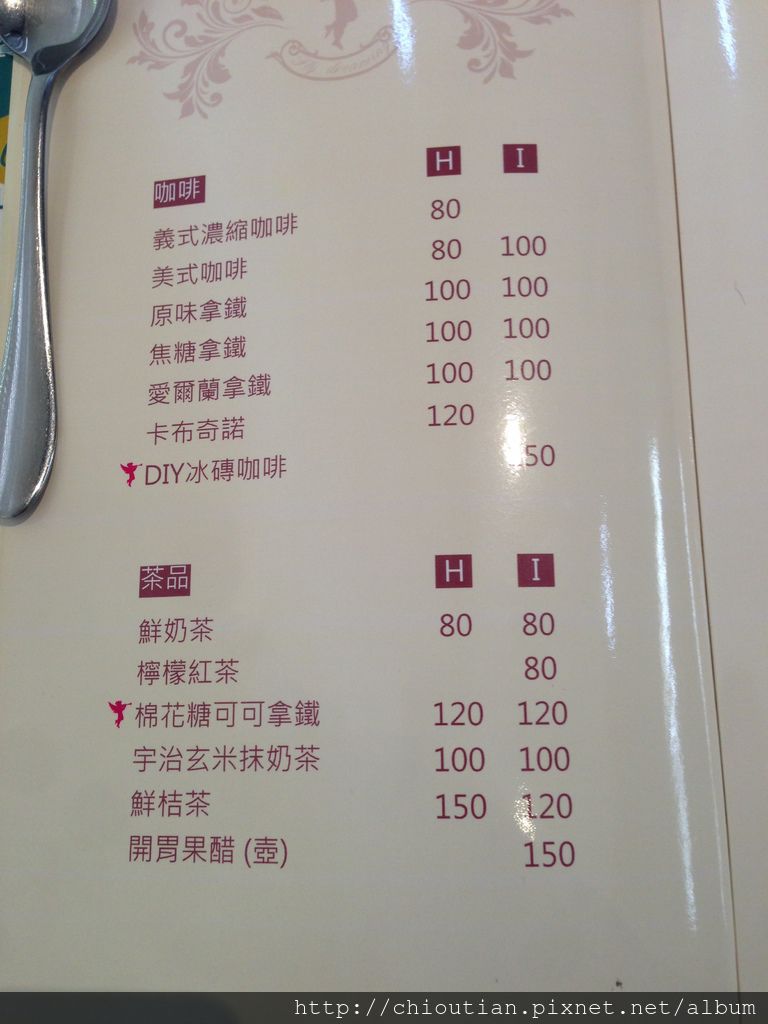 咖啡 H I
義式濃縮咖啡 80
美式咖啡 80 100
原味拿鐵 100 100
焦糖拿鐵 100 100
愛爾蘭拿鐵 100 100
卡布奇諾 120
DIY冰磚咖啡 50
茶品 H I
鮮奶茶 80 80
檸檬紅茶 80
棉花糖可可拿鐵 120 120
宇治玄米抹奶茶 100 100
鮮桔茶 150 120
開胃果醋 (壺) 150
http://chioutian.pixnet.net/album